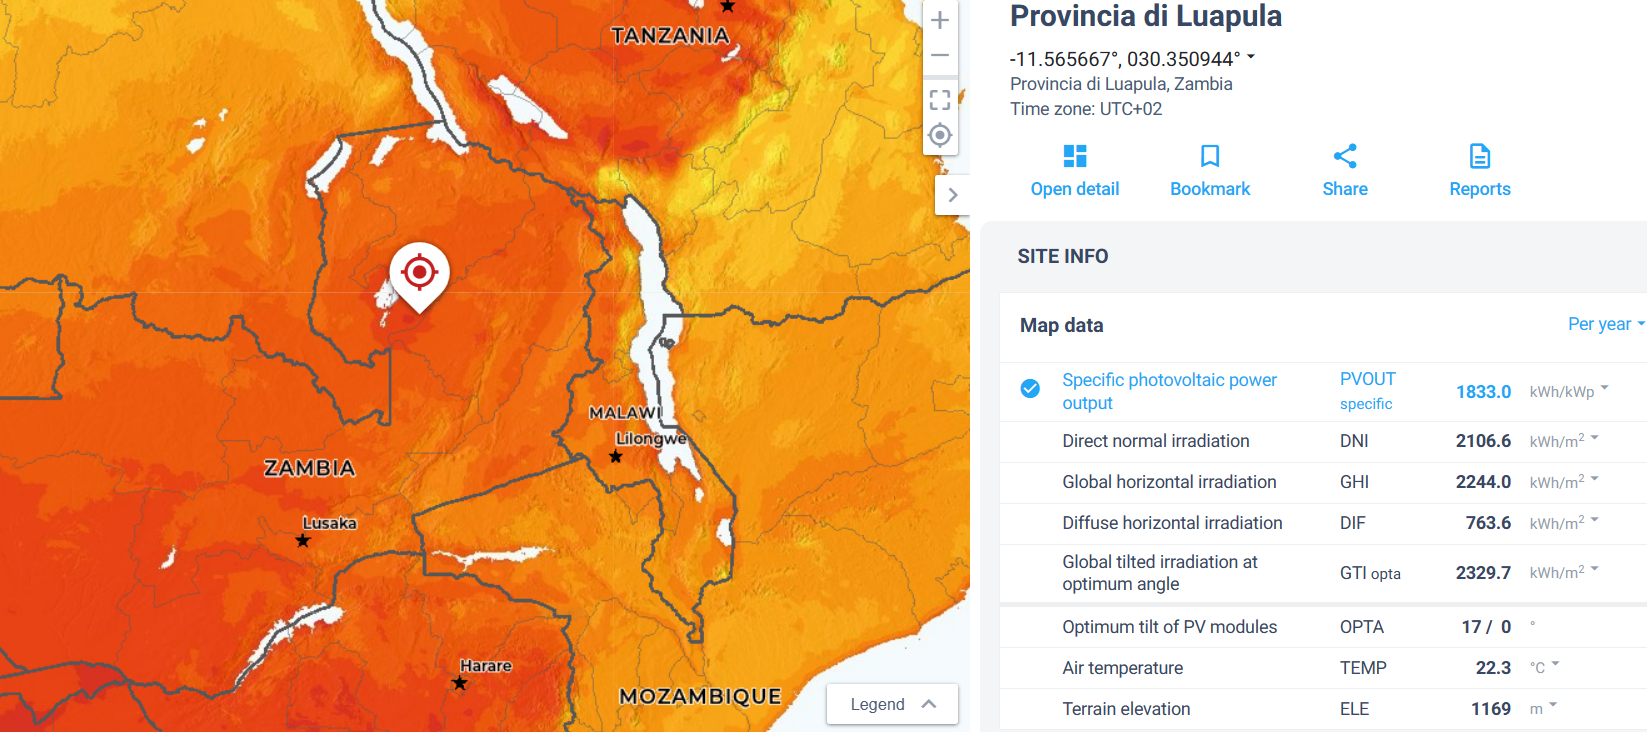 TANZANIA
MALAWI
Lilongwe
ZAMBIA
Lusaka
Harare
MOZAMBIQUE
Legend
Provincia di Luapula
-11.565667°, 030.350944°
Provincia di Luapula, Zambia
Time zone: UTC+02
Open detail
Bookmark
Share
Reports
SITE INFO
Map data
Per year
Specific photovoltaic power
output
PVOUT
specific
1833.0 kWh/kWp
Direct normal irradiation DNI 2106.6 kWh/m²
Global horizontal irradiation GHI 2244.0 kWh/m²
Diffuse horizontal irradiation DIF 763.6 kWh/m²
Global tilted irradiation at
optimum angle
GTI opta 2329.7 kWh/m²
Optimum tilt of PV modules OPTA 17 / 0 °
Air temperature TEMP 22.3 °C
Terrain elevation ELE 1169 m